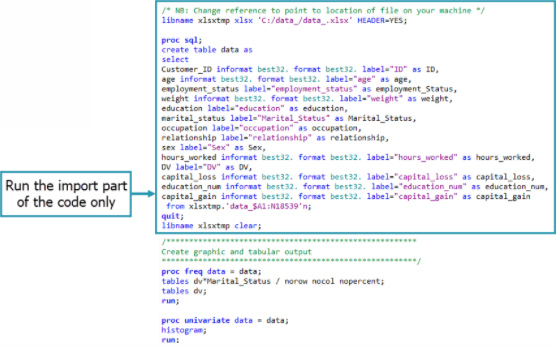 /* NB: Change reference to point to location of file on your machine */
libname xlsxtmp xlsx 'C:/data_/data_.xlsx' HEADER=YES;
proc sql;
create table data as
select
Customer_ID informat best32. format best32. label="ID" as ID,
age informat best32. format best32. label="age" as age,
employment_status label="employment_status" as employment_Status,
weight informat best32. format best32. label="weight" as weight,
education label="education" as education,
marital_status label="Marital_Status" as Marital_Status,
occupation label="occupation" as occupation,
relationship label="relationship" as relationship,
sex label="Sex" as Sex,
hours_worked informat best32. format best32. label="hours_worked" as hours_worked,
DV label="DV" as DV,
capital_loss informat best32. format best32. label="capital_loss" as capital_loss,
education_num informat best32. format best32. label="education_num" as education_num,
capital_gain informat best32. format best32. label="capital_gain" as capital_gain
from xlsxtmp.'data_$A1:N18539'n;
quit;
libname xlsxtmp clear;
Run the import part
of the code only
/******************************************************
Create graphic and tabular output
******************************************************/
proc freq data = data;
tables dv*Marital_Status / norow nocol nopercent;
tables dv;
run;
proc univariate data = data;
histogram;
run;